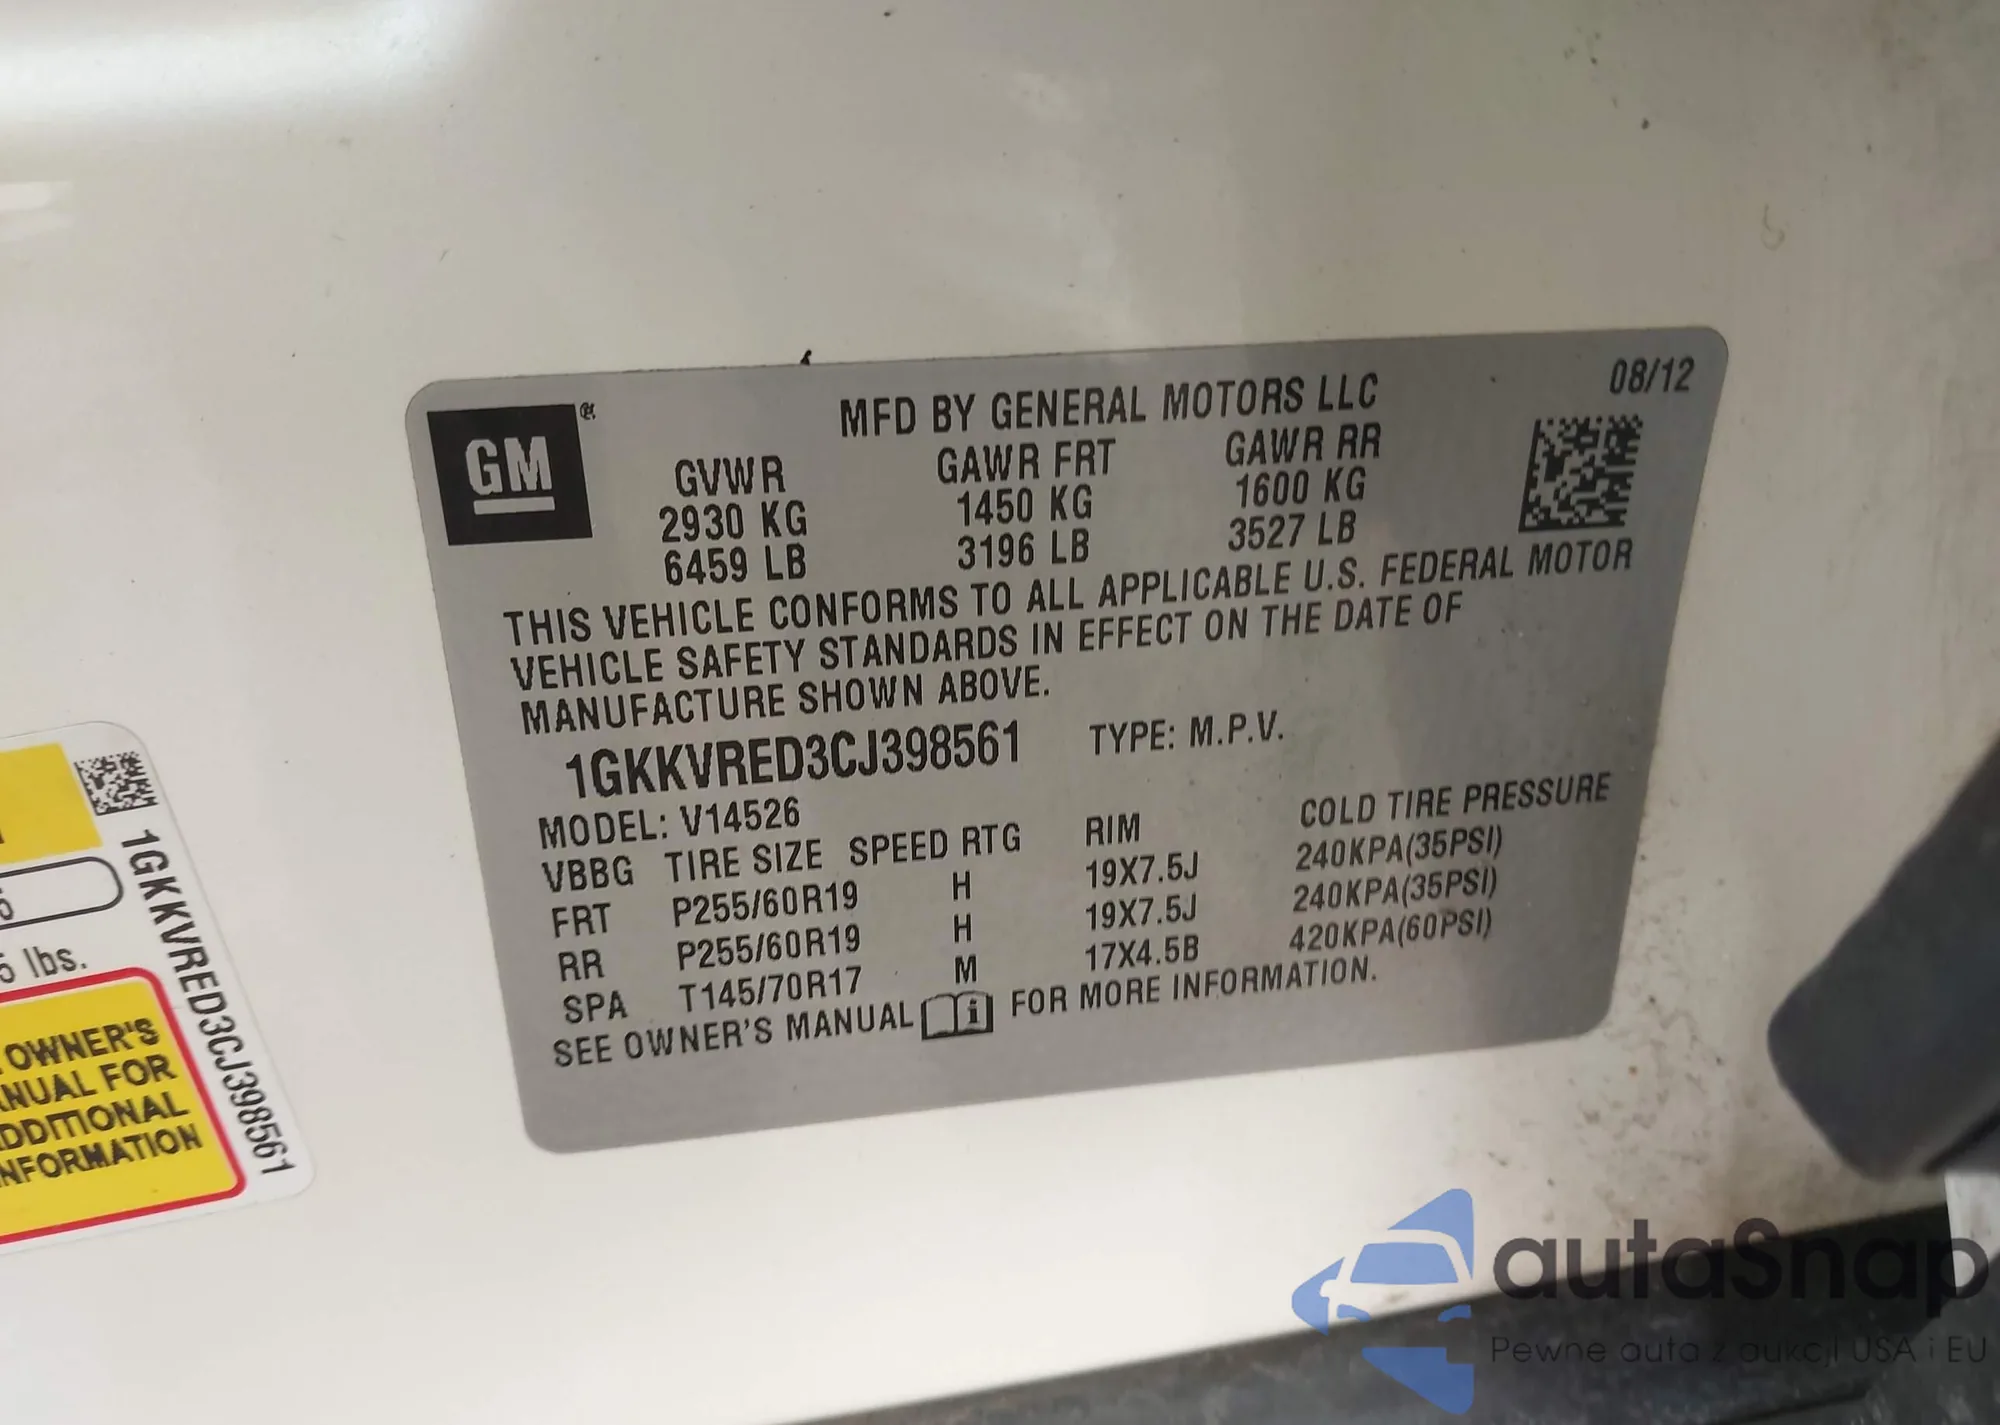 08/12
MFD BY GENERAL MOTORS LLC
GM
GVWR GAWR FRT GAWR RR
2930 KG 1450 KG 1600 KG
6459 LB 3196 LB 3527 LB
THIS VEHICLE CONFORMS TO ALL APPLICABLE U.S. FEDERAL MOTOR
VEHICLE SAFETY STANDARDS IN EFFECT ON THE DATE OF
MANUFACTURE SHOWN ABOVE.
1GKKVRED3CJ398561 TYPE: M.P.V.
MODEL: V14526
VBBG TIRE SIZE SPEED RTG RIM COLD TIRE PRESSURE
FRT P255/60R19 H 19X7.5J 240KPA(35PSI)
RR P255/60R19 H 19X7.5J 240KPA(35PSI)
SPA T145/70R17 M 17X4.5B 420KPA(60PSI)
SEE OWNER'S MANUAL i FOR MORE INFORMATION.
1GKKVRED3CJ398561
lbs.
OWNER'S
NUAL FOR
DDITIONAL
NFORMATION
autaSnap
Pewne auta z aukcji USA i EU